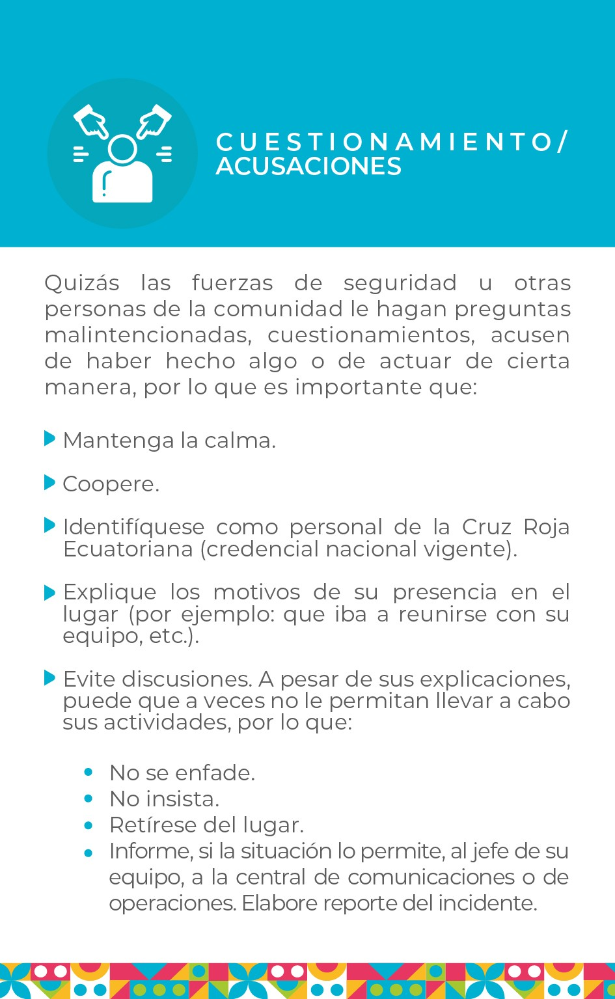 CUESTIONAMIENTO/
ACUSACIONES
Quizás las fuerzas de seguridad u otras
personas de la comunidad le hagan preguntas
malintencionadas, cuestionamientos, acusen
de haber hecho algo o de actuar de cierta
manera, por lo que es importante que:
Mantenga la calma.
Coopere.
Identifíquese como personal de la Cruz Roja
Ecuatoriana (credencial nacional vigente).
Explique los motivos de su presencia en el
lugar (por ejemplo: que iba a reunirse con su
equipo, etc.).
Evite discusiones. A pesar de sus explicaciones,
puede que a veces no le permitan llevar a cabo
sus actividades, por lo que:
• No se enfade.
• No insista.
• Retírese del lugar.
• Informe, si la situación lo permite, al jefe de su
equipo, a la central de comunicaciones o de
operaciones. Elabore reporte del incidente.